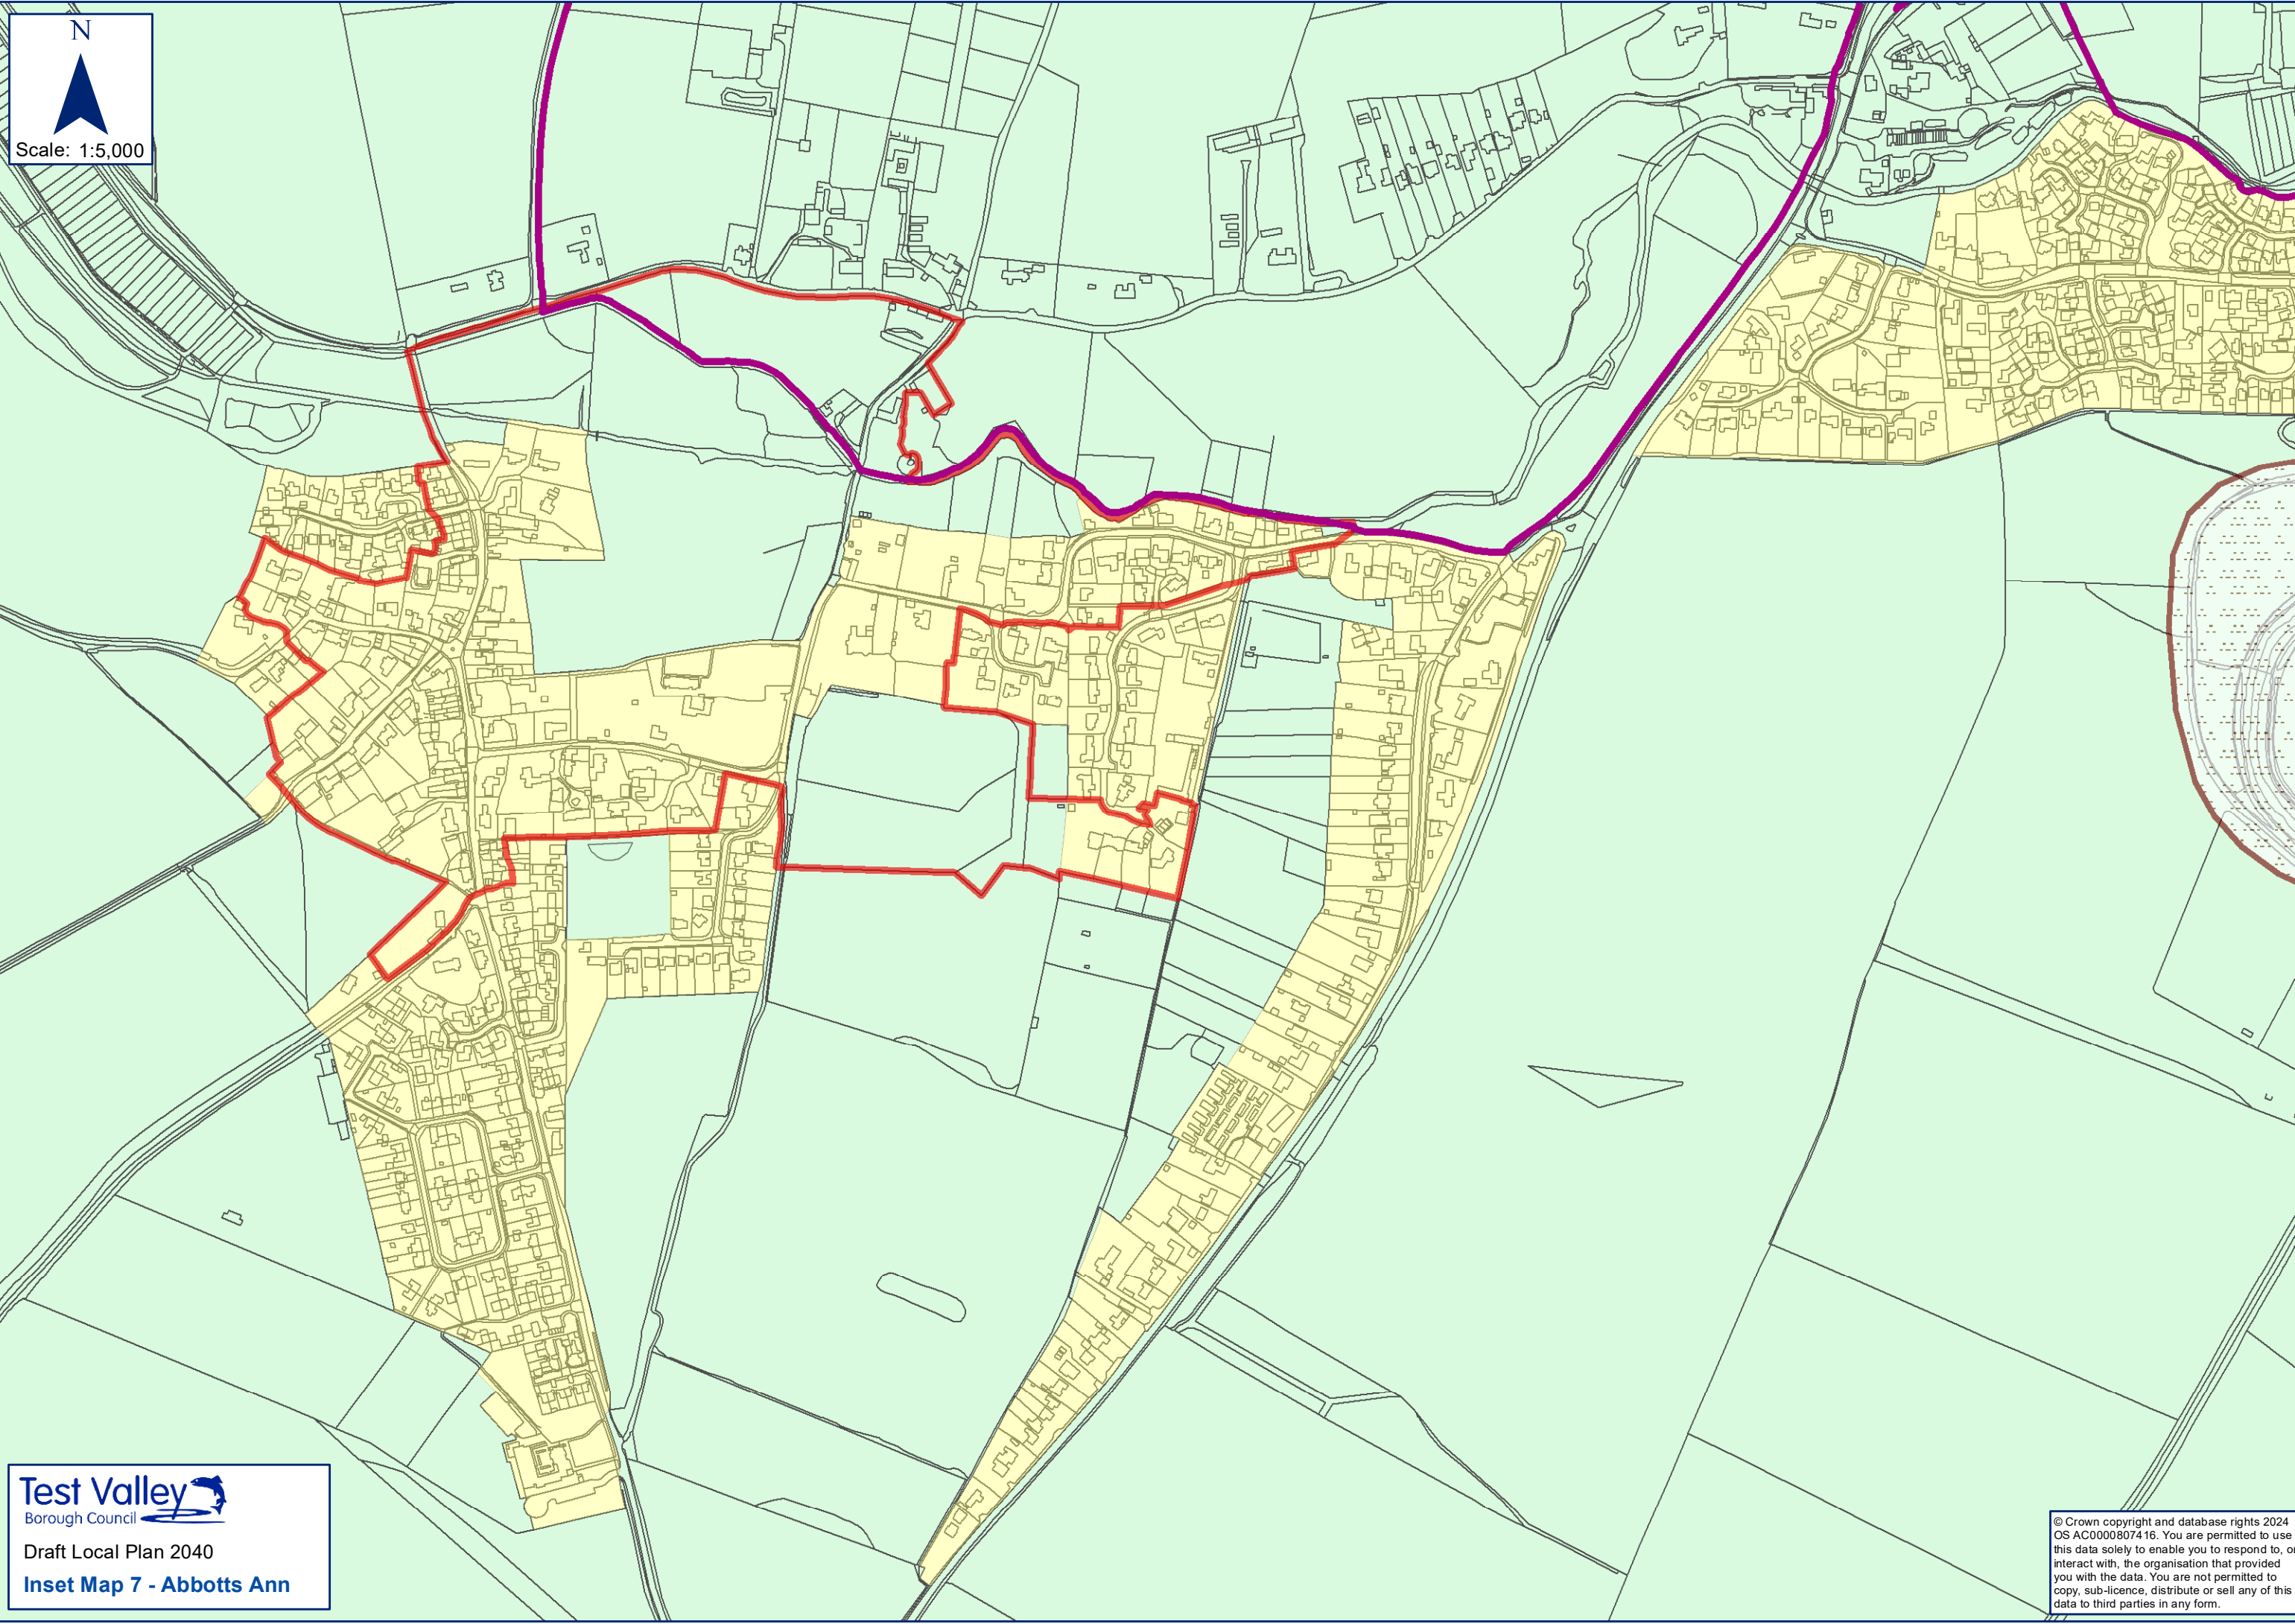 N
Scale: 1:5,000
Test Valley
Borough Council
Draft Local Plan 2040
Inset Map 7 - Abbotts Ann
© Crown copyright and database rights 2024
OS AC0000807416. You are permitted to use
this data solely to enable you to respond to, or
interact with, the organisation that provided
you with the data. You are not permitted to
copy, sub-licence, distribute or sell any of this
data to third parties in any form.